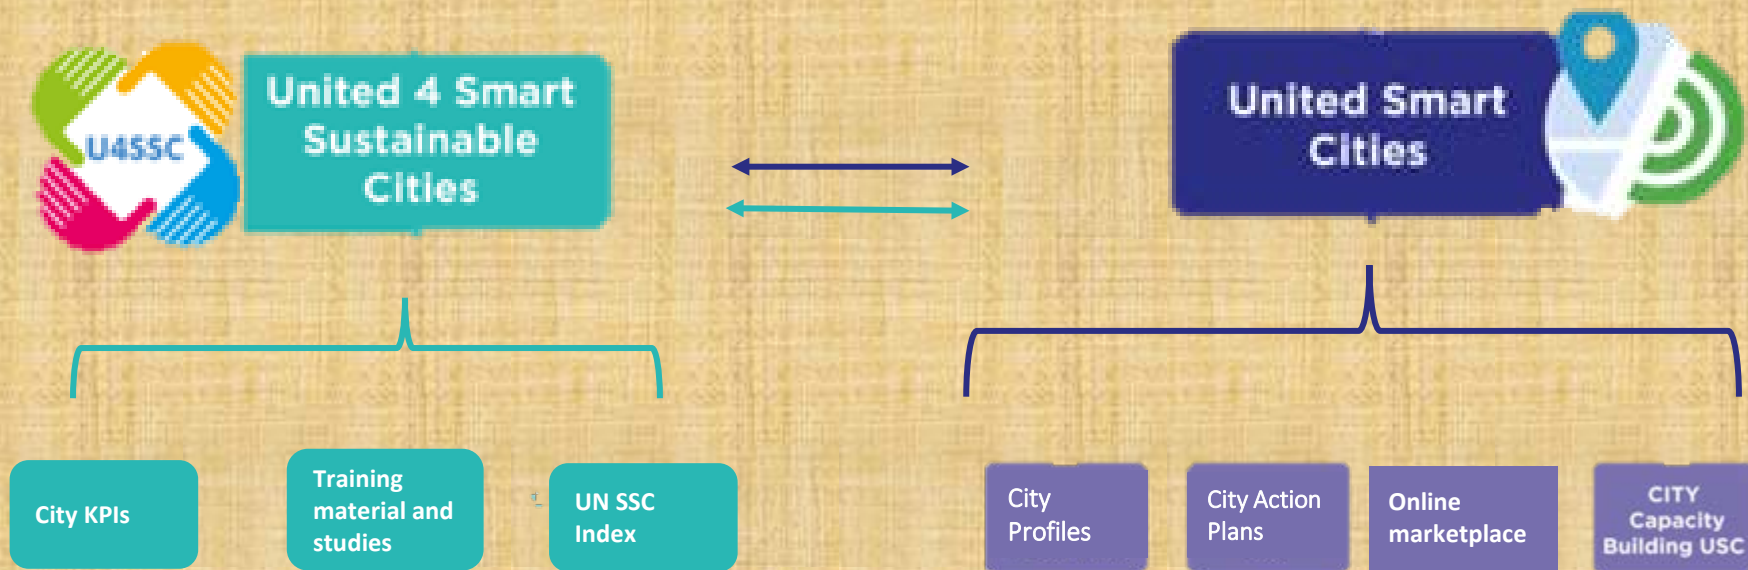 U4SSC
United 4 Smart
Sustainable
Cities
United Smart
Cities
City KPIs
Training
material and
studies
UN SSC
Index
City
Profiles
City Action
Plans
Online
marketplace
CITY
Capacity
Building USC